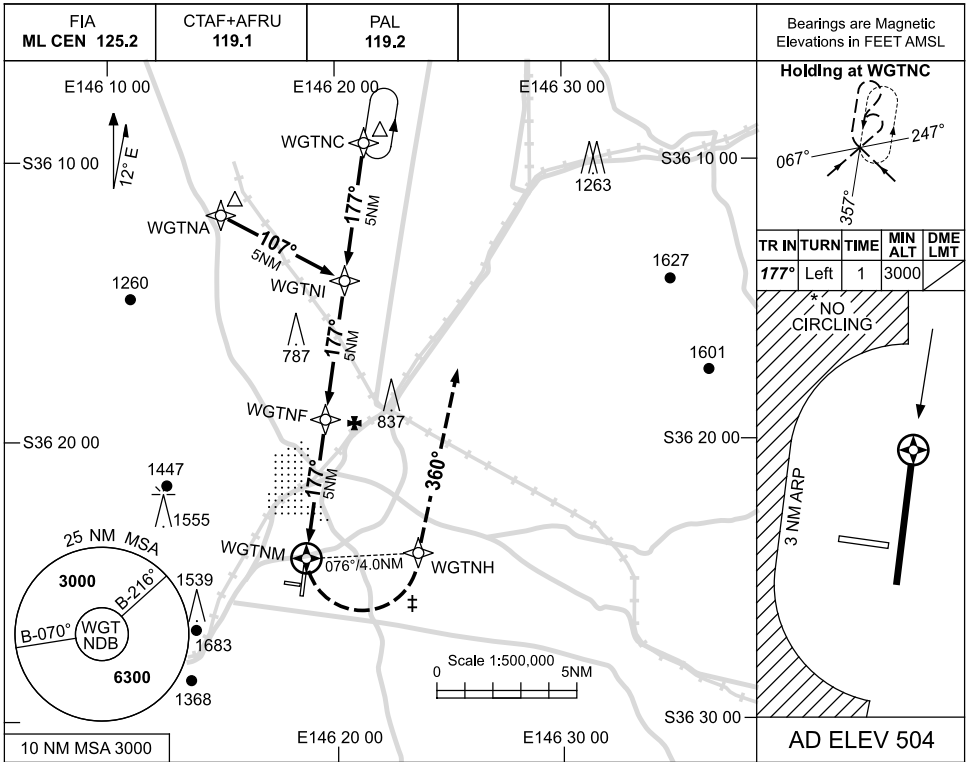 FIA
ML CEN 125.2
CTAF+AFRU
119.1
PAL
119.2
Bearings are Magnetic
Elevations in FEET AMSL
E146 10 00
E146 20 00
E146 30 00
S36 10 00
12° E
WGTNC
S36 10 00
1263
177°
5NM
WGTNA
107°
5NM
WGTNI
1260
1627
787
177°
5NM
1601
WGTNF
837
S36 20 00
S36 20 00
177°
5NM
360°
1447
1555
WGTNM
076°/4.0NM
WGTNH
‡
25 NM MSA
3000
B-216°
B-070°
WGT
NDB
6300
1539
1683
1368
Scale 1:500,000
0
5NM
S36 30 00
10 NM MSA 3000
E146 20 00
E146 30 00
Holding at WGTNC
247°
067°
357°
TR IN TURN TIME MIN ALT DME LMT
177° Left 1 3000
* NO
CIRCLING
3 NM ARP
AD ELEV 504